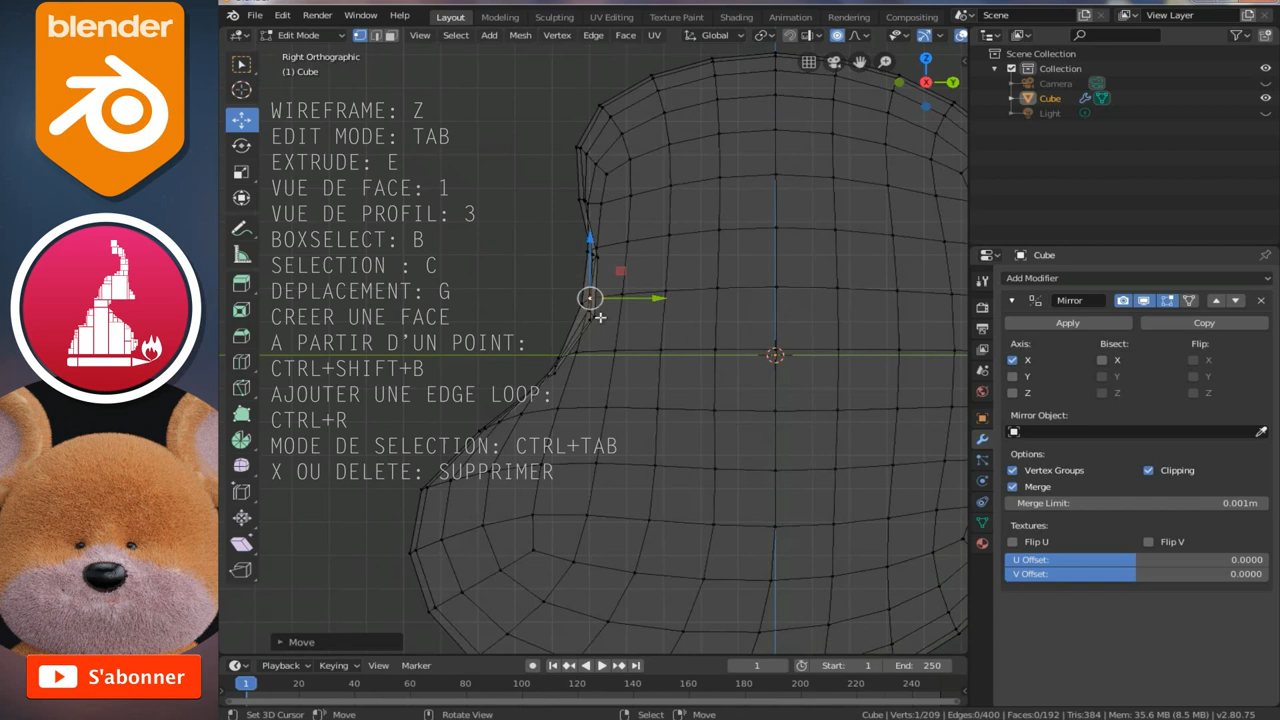 blender
File Edit Render Window Help
Layout Modeling Sculpting UV Editing Texture Paint Shading Animation Rendering Compositing
Scene
View Layer
Edit Mode
View Select Add Mesh Vertex Edge Face UV
Global
Right Orthographic
(1) Cube
WIREFRAME: Z
EDIT MODE: TAB
EXTRUDE: E
VUE DE FACE: 1
VUE DE PROFIL: 3
BOXSELECT: B
SELECTION : C
DEPLACEMENT: G
CREER UNE FACE
A PARTIR D'UN POINT:
CTRL+SHIFT+B
AJOUTER UNE EDGE LOOP:
CTRL+R
MODE DE SELECTION: CTRL+TAB
X OU DELETE: SUPPRIMER
Z
Y
X
Move
S'abonner
Scene Collection
Collection
Camera
Cube
Light
Cube
Add Modifier
Mirror
Apply Copy
Axis: Bisect: Flip:
X X X
Y Y Y
Z Z Z
Mirror Object:
Options:
Vertex Groups Clipping
Merge
Merge Limit: 0.001m
Textures:
Flip U Flip V
U Offset: 0.0000
V Offset: 0.0000
Playback Keying View Marker
1
Start: 1
End: 250
1 20 40 60 80 100 120 140 160 180 200 220 240
Set 3D Cursor Move Rotate View Select Move
Cube | Verts:1/209 | Edges:0/400 | Faces:0/192 | Tris:384 | Mem: 35.6 MB (8.5 MB) | v2.80.75